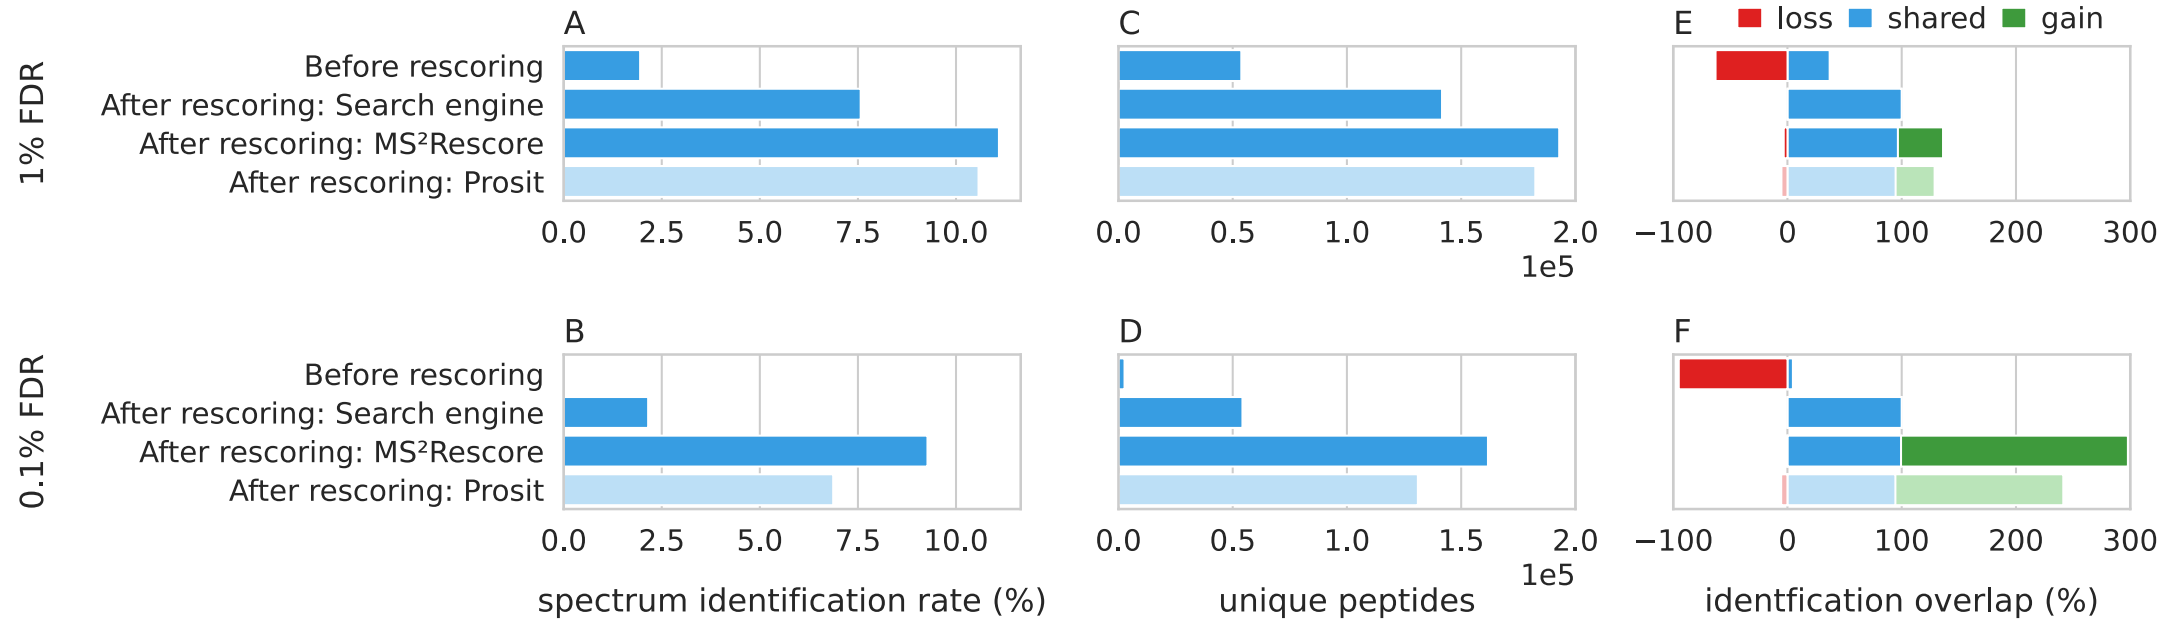 A
C
E
loss shared gain
1% FDR
Before rescoring
After rescoring: Search engine
After rescoring: MS²Rescore
After rescoring: Prosit
0.0 2.5 5.0 7.5 10.0
0.0 0.5 1.0 1.5 2.0
1e5
−100 0 100 200 300
B
D
F
0.1% FDR
Before rescoring
After rescoring: Search engine
After rescoring: MS²Rescore
After rescoring: Prosit
0.0 2.5 5.0 7.5 10.0
0.0 0.5 1.0 1.5 2.0
1e5
−100 0 100 200 300
spectrum identification rate (%)
unique peptides
identfication overlap (%)